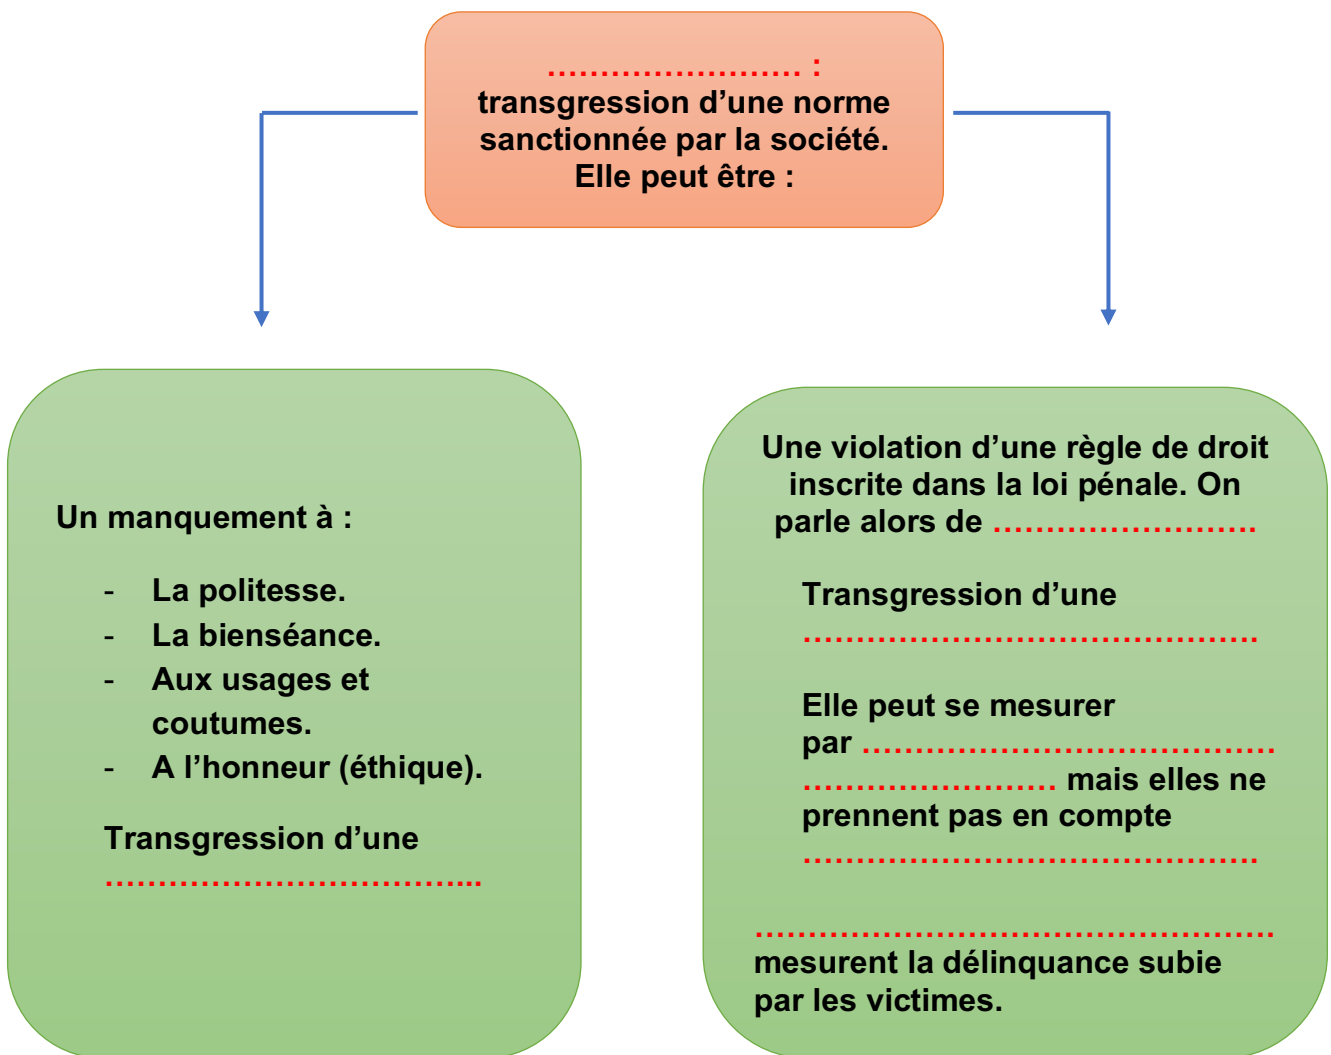 …………………… :
transgression d’une norme
sanctionnée par la société.
Elle peut être :
Un manquement à :
- La politesse.
- La bienséance.
- Aux usages et
coutumes.
- A l’honneur (éthique).
Transgression d’une
……………………………...
Une violation d’une règle de droit
inscrite dans la loi pénale. On
parle alors de …………………….
Transgression d’une
…………………………………….
Elle peut se mesurer
par …………………………………
…………………… mais elles ne
prennent pas en compte
…………………………………….
………………………………………….
mesurent la délinquance subie
par les victimes.